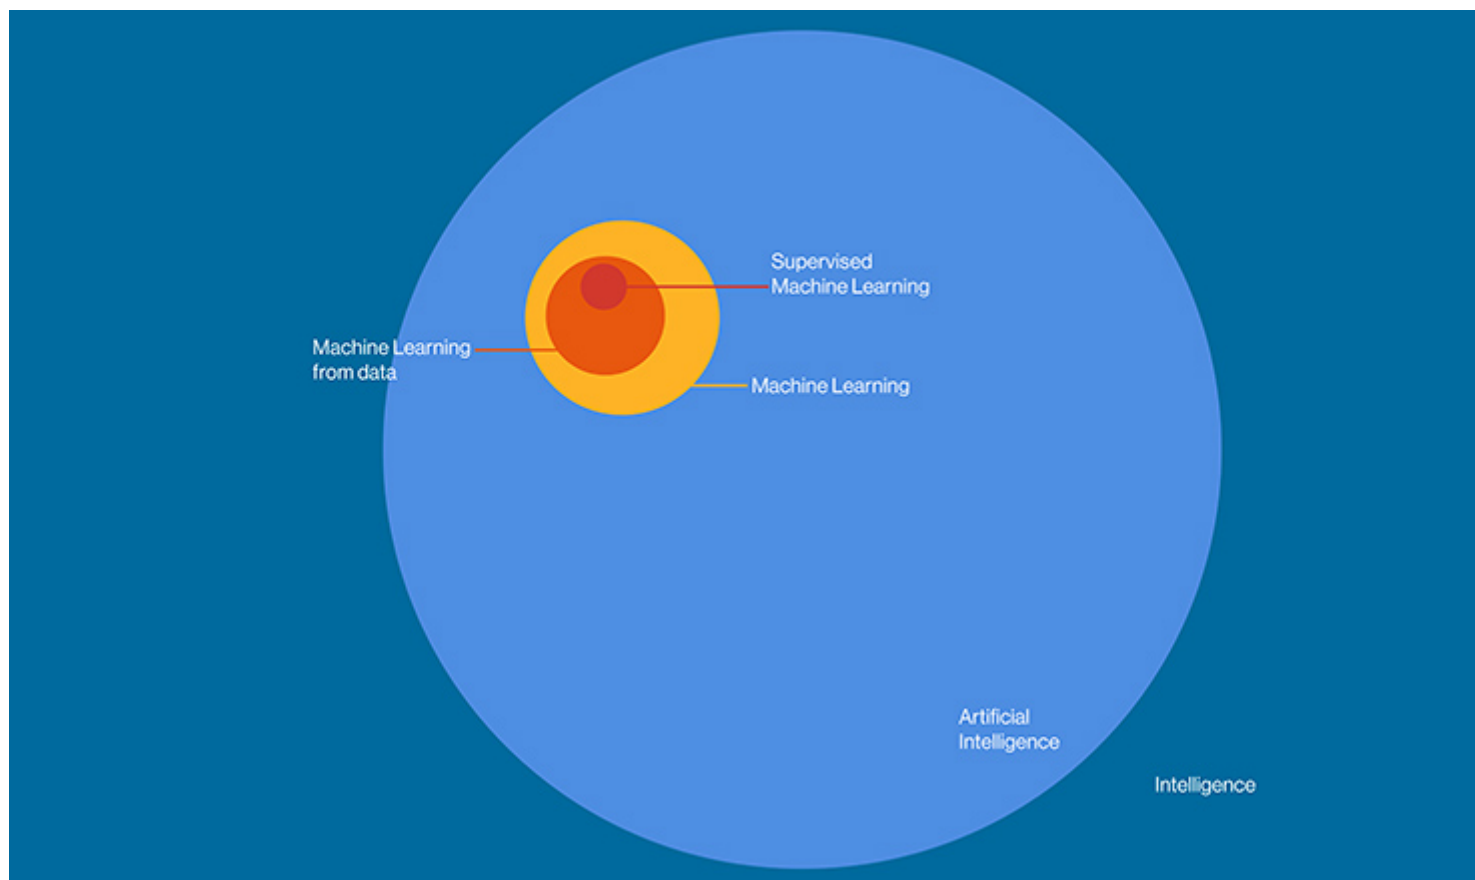 Supervised
Machine Learning
Machine Learning
from data
Machine Learning
Artificial
Intelligence
Intelligence